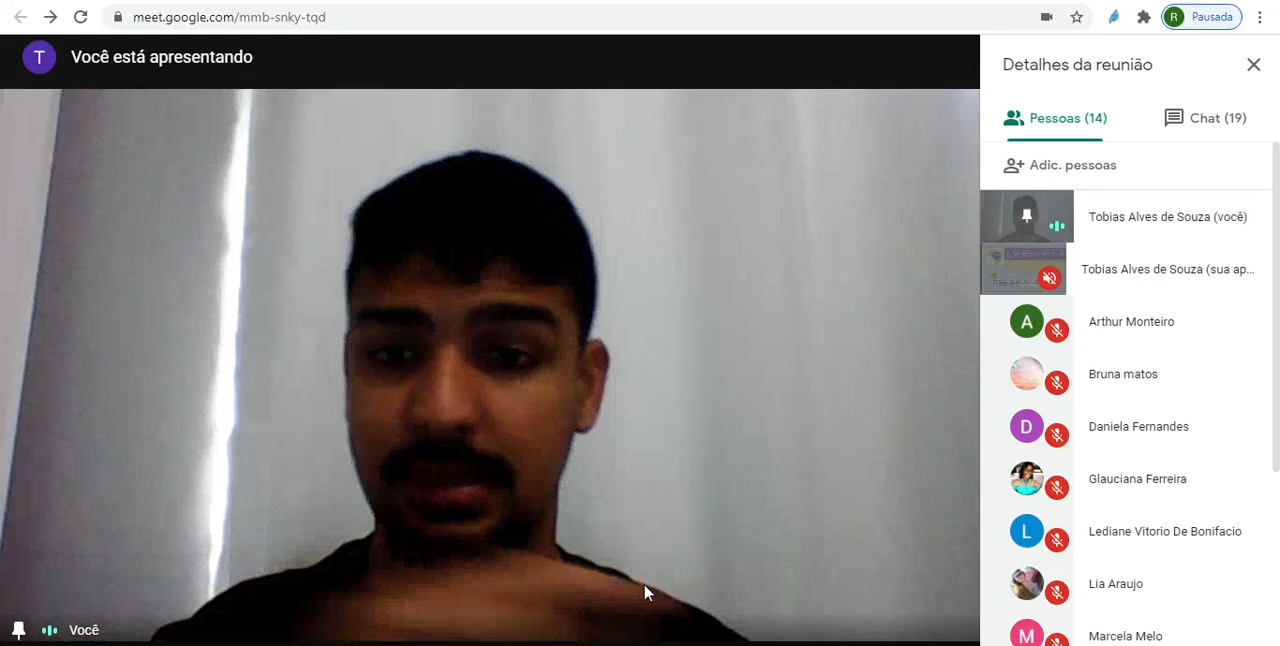 meet.google.com/mmb-snky-tqd
R Pausada
T Você está apresentando
Detalhes da reunião
Pessoas (14)
Chat (19)
Adic. pessoas
Tobias Alves de Souza (você)
Tobias Alves de Souza (sua ap...
A Arthur Monteiro
Bruna matos
D Daniela Fernandes
Glauciana Ferreira
L Lediane Vitorio De Bonifacio
Lia Araujo
M Marcela Melo
Você